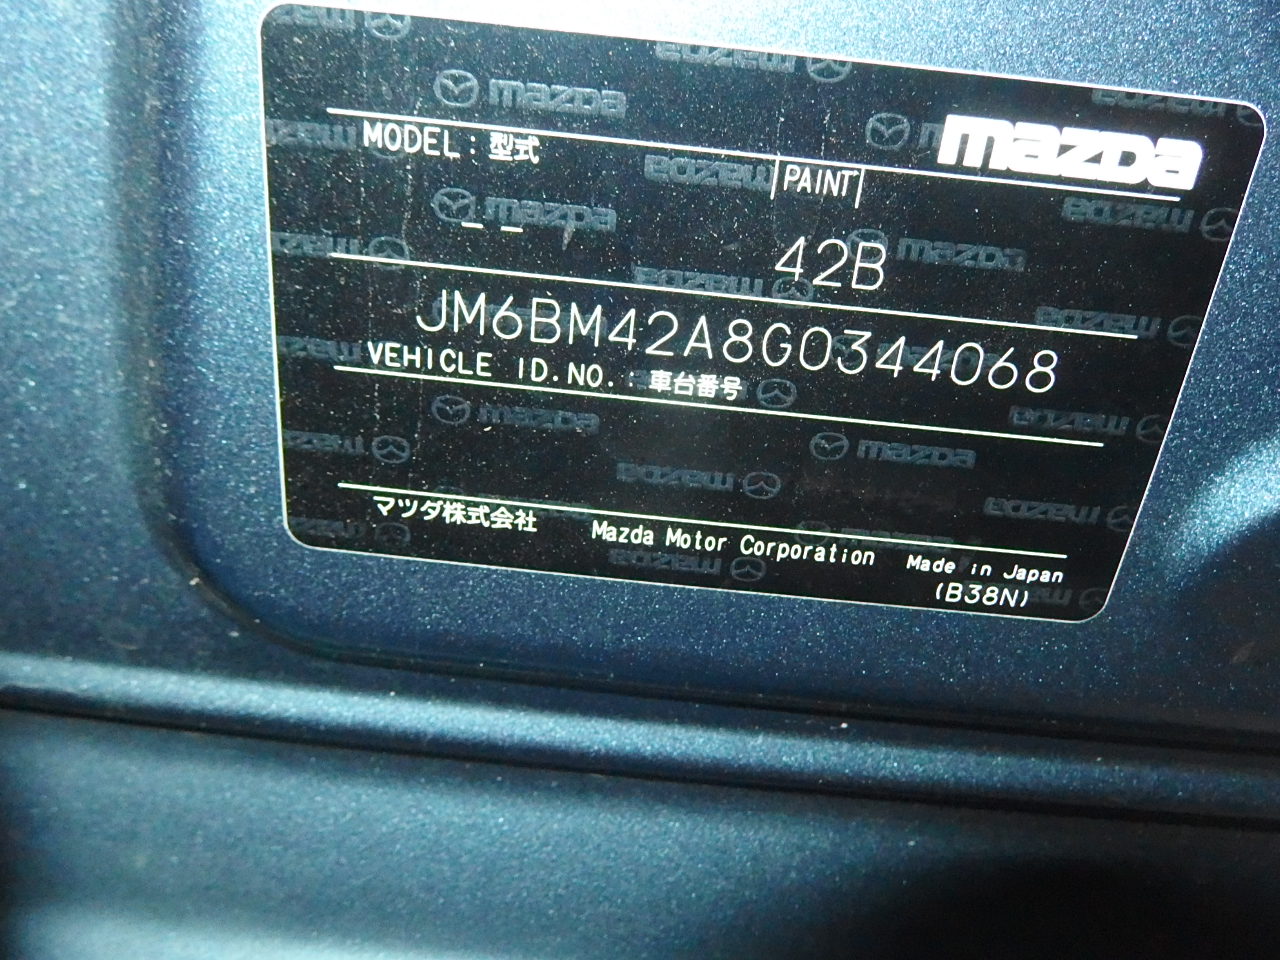 mazda
MODEL : 型式
PAINT
– –
42B
JM6BM42A8G0344068
VEHICLE ID.NO. : 車台番号
マツダ株式会社 Mazda Motor Corporation Made in Japan
(B38N)